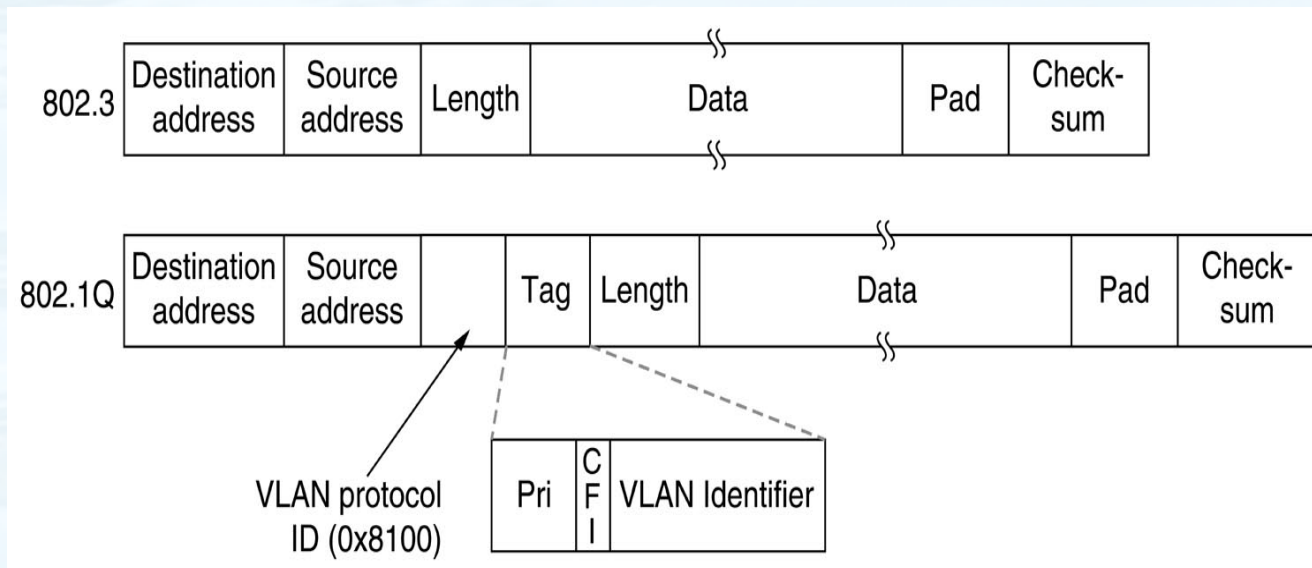 802.3
Destination
address
Source
address
Length
Data
Pad
Check-
sum
802.1Q
Destination
address
Source
address
Tag
Length
Data
Pad
Check-
sum
VLAN protocol
ID (0x8100)
Pri
C
F
I
VLAN Identifier